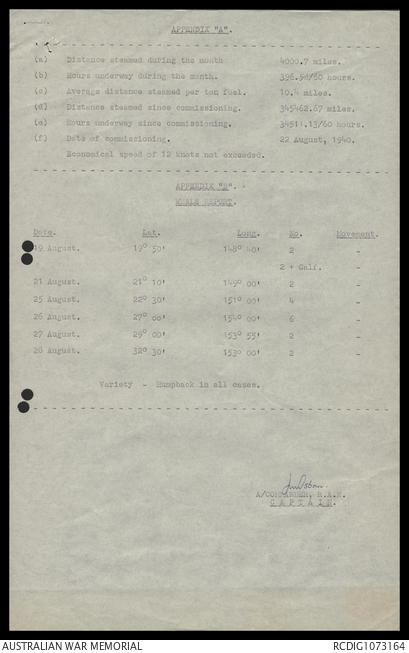 APPENDIX "A".
(a) Distance steamed during the month 4000.7 miles.
(b) Hours underway during the month. 396.54/60 hours.
(c) Average distance steamed per ton fuel. 10.4 miles.
(d) Distance steamed since commissioning. 345462.67 miles.
(e) Hours underway since commissioning. 34511.13/60 hours.
(f) Date of commissioning. 22 August, 1940.
Economical speed of 12 knots not exceeded.
APPENDIX "B".
WHALE REPORT.
Date. Lat. Long. No. Movement.
19 August. 19° 50' 148° 40' 2 -
2 + Calf. -
21 August. 21° 10' 149° 00' 2 -
25 August. 22° 30' 151° 00' 4 -
26 August. 27° 00' 154° 00' 6 -
27 August. 29° 00' 153° 55' 2 -
28 August. 32° 30' 153° 00' 2 -
Variety - Humpback in all cases.
A/COMMANDER, R.A.N.
CAPTAIN.
AUSTRALIAN WAR MEMORIAL RCDIG1073164